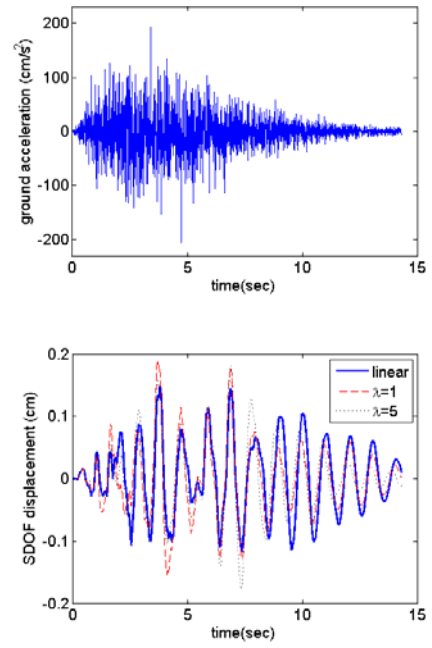 ground acceleration (cm/s²)
200
100
0
-100
-200
0
5
10
15
time(sec)
SDOF displacement (cm)
0.2
0.1
0
-0.1
-0.2
linear
λ=1
λ=5
0
5
10
15
time(sec)